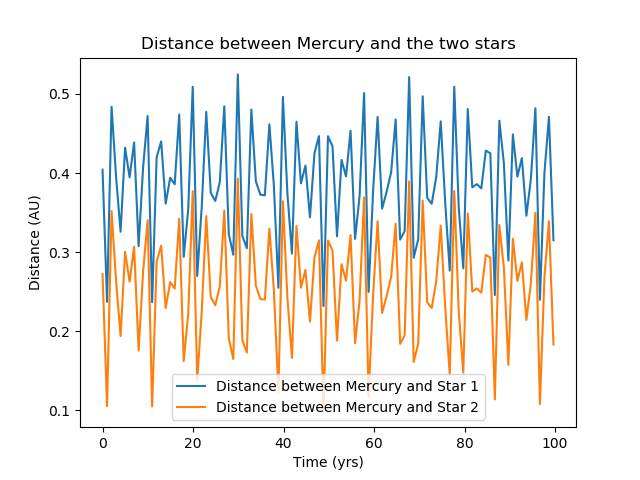 Distance between Mercury and the two stars
Distance (AU)
0.5
0.4
0.3
0.2
0.1
Distance between Mercury and Star 1
Distance between Mercury and Star 2
0 20 40 60 80 100
Time (yrs)